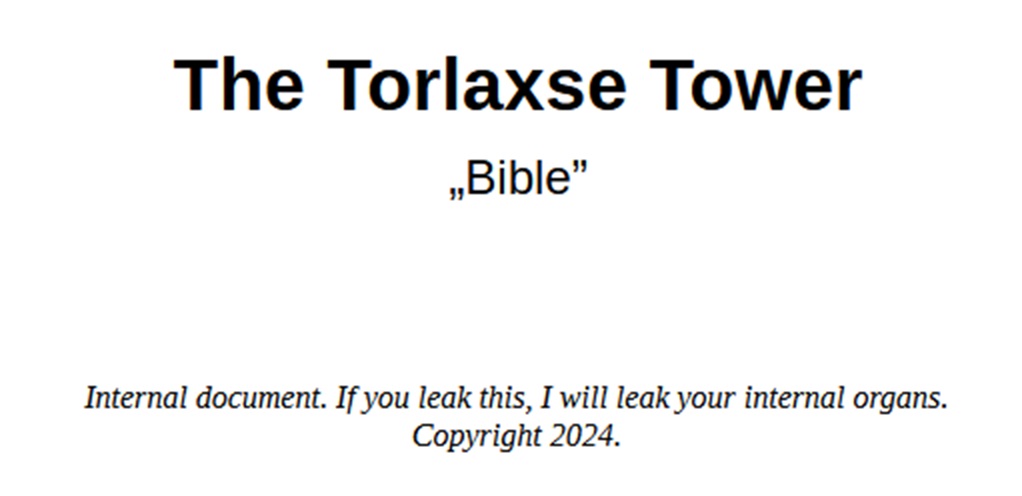 The Torlaxse Tower
„Bible”
Internal document. If you leak this, I will leak your internal organs.
Copyright 2024.